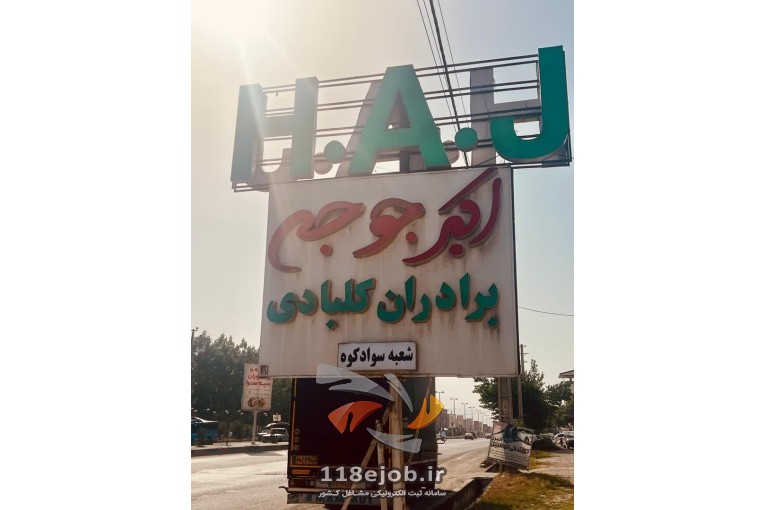 H.A.J
اکبر جوجه
برادران کلبادی
شعبه سوادکوه
118ejob.ir
سامانه ثبت الکترونیکی مشاغل کشور